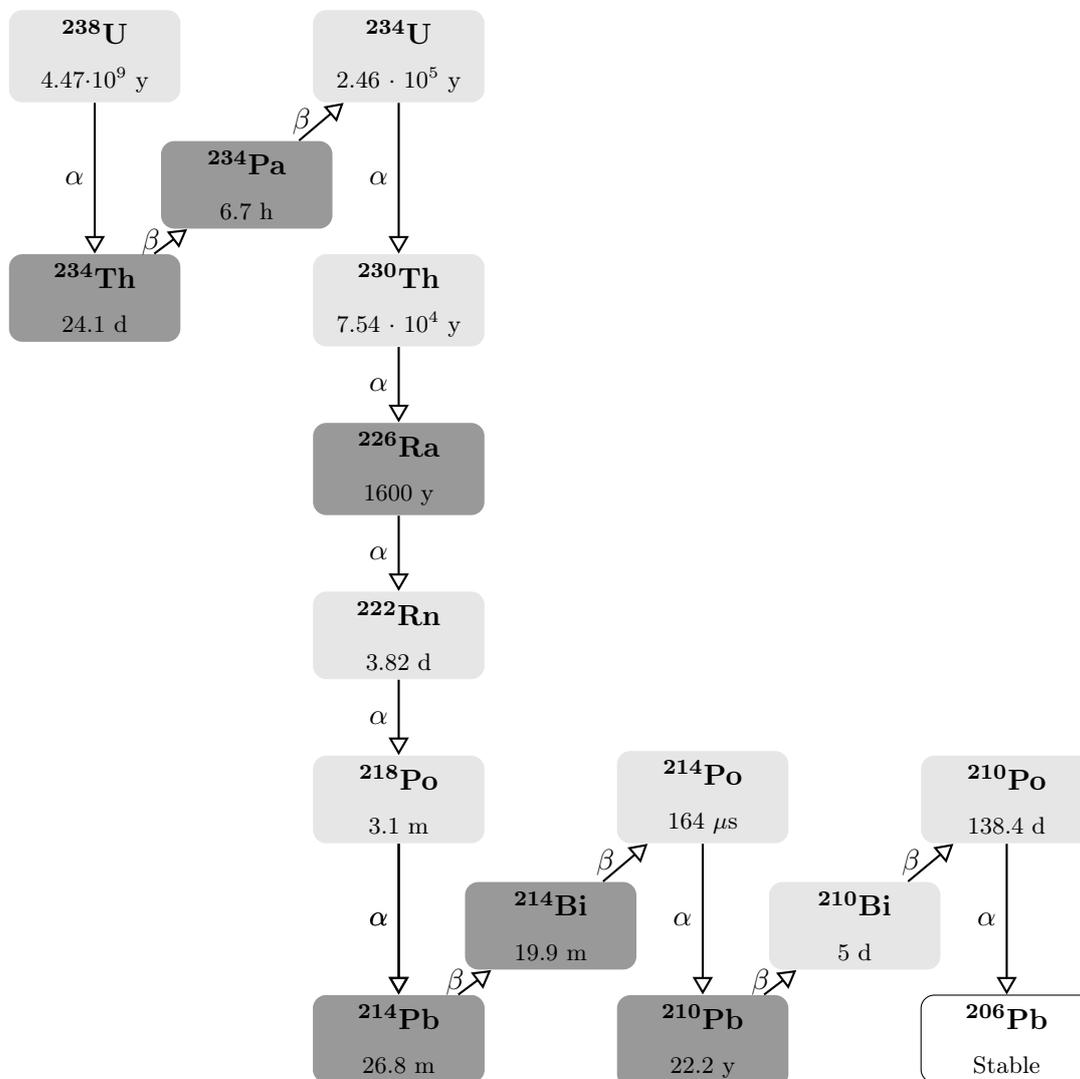 ²³⁸U
4.47·10⁹ y
²³⁴U
2.46 · 10⁵ y
β
²³⁴Pa
6.7 h
α
α
β
²³⁴Th
24.1 d
²³⁰Th
7.54 · 10⁴ y
α
²²⁶Ra
1600 y
α
²²²Rn
3.82 d
α
²¹⁸Po
3.1 m
²¹⁴Po
164 μs
²¹⁰Po
138.4 d
β
β
²¹⁴Bi
19.9 m
²¹⁰Bi
5 d
α
α
α
β
β
²¹⁴Pb
26.8 m
²¹⁰Pb
22.2 y
²⁰⁶Pb
Stable